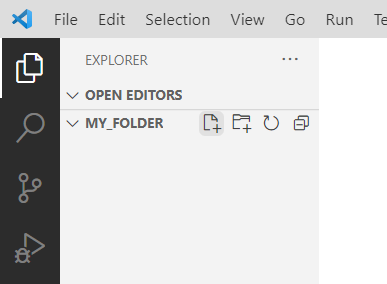 File Edit Selection View Go Run
EXPLORER
OPEN EDITORS
MY_FOLDER